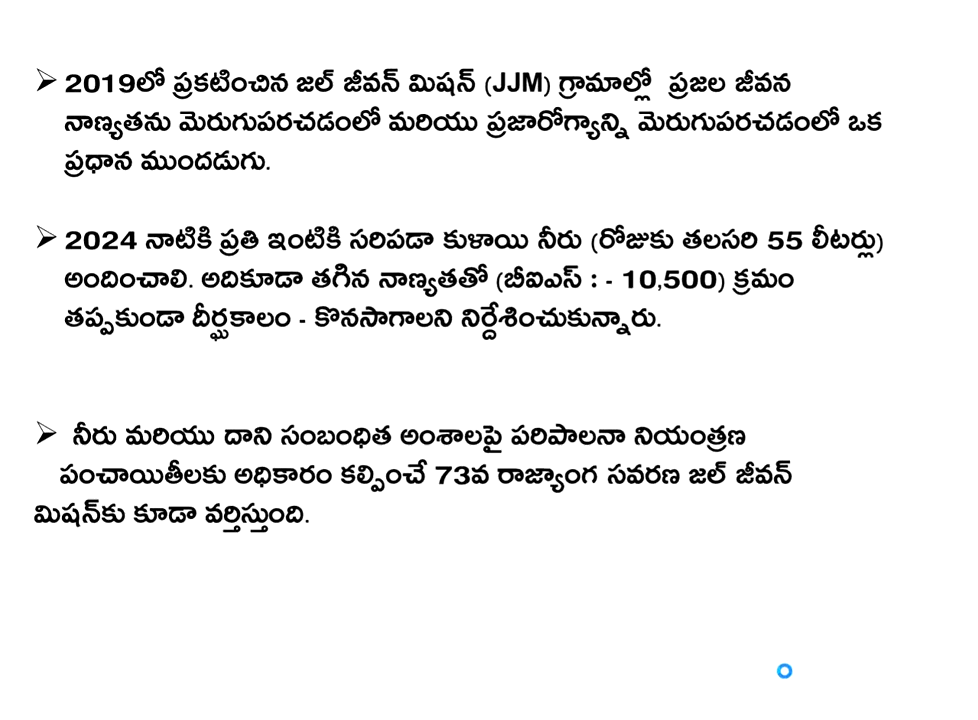 ➢ 2019లో ప్రకటించిన జల్ జీవన్ మిషన్ (JJM) గ్రామాల్లో ప్రజల జీవన
నాణ్యతను మెరుగుపరచడంలో మరియు ప్రజారోగ్యాన్ని మెరుగుపరచడంలో ఒక
ప్రధాన ముందడుగు.
➢ 2024 నాటికి ప్రతి ఇంటికి సరిపడా కుళాయి నీరు (రోజుకు తలసరి 55 లీటర్లు)
అందించాలి. అదికూడా తగిన నాణ్యతతో (బీఐఎస్ : - 10,500) క్రమం
తప్పకుండా దీర్ఘకాలం - కొనసాగాలని నిర్దేశించుకున్నారు.
➢ నీరు మరియు దాని సంబంధిత అంశాలపై పరిపాలనా నియంత్రణ
పంచాయితీలకు అధికారం కల్పించే 73వ రాజ్యాంగ సవరణ జల్ జీవన్
మిషన్‌కు కూడా వర్తిస్తుంది.